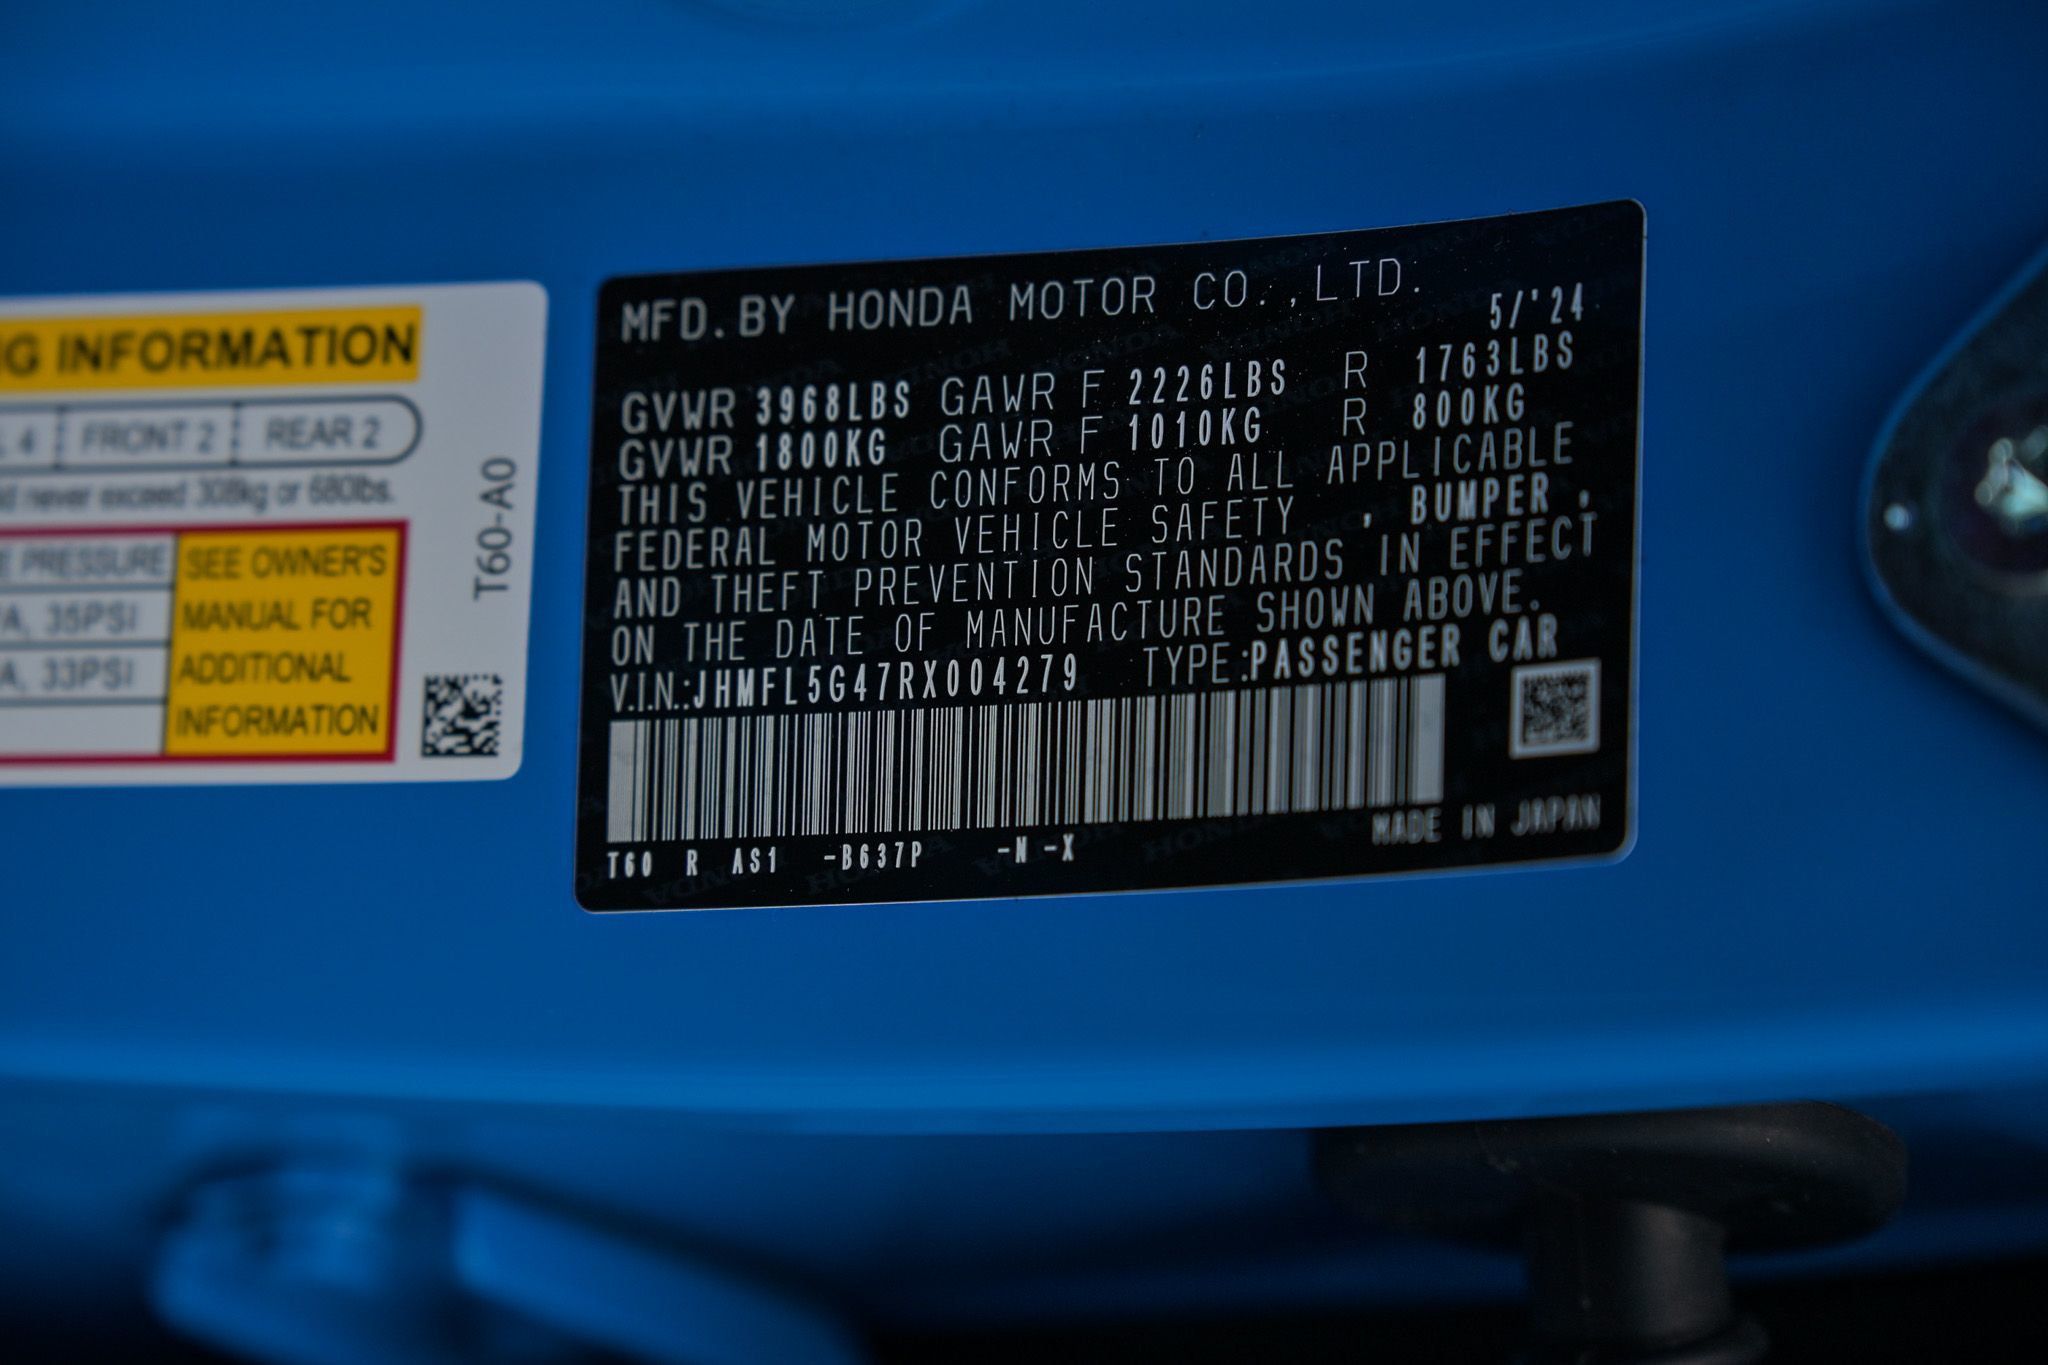 G INFORMATION
4 FRONT 2 REAR 2
never exceed 308kg or 680lbs.
PRESSURE
35PSI
33PSI
SEE OWNER'S
MANUAL FOR
ADDITIONAL
INFORMATION
T60-A0
MFD.BY HONDA MOTOR CO.,LTD. 5/'24
GVWR 3968LBS GAWR F 2226LBS R 1763LBS
GVWR 1800KG GAWR F 1010KG R 800KG
THIS VEHICLE CONFORMS TO ALL APPLICABLE
FEDERAL MOTOR VEHICLE SAFETY , BUMPER ,
AND THEFT PREVENTION STANDARDS IN EFFECT
ON THE DATE OF MANUFACTURE SHOWN ABOVE.
V.I.N.:JHMFL5G47RX004279 TYPE:PASSENGER CAR
T60 R AS1 -B637P -N -X
MADE IN JAPAN